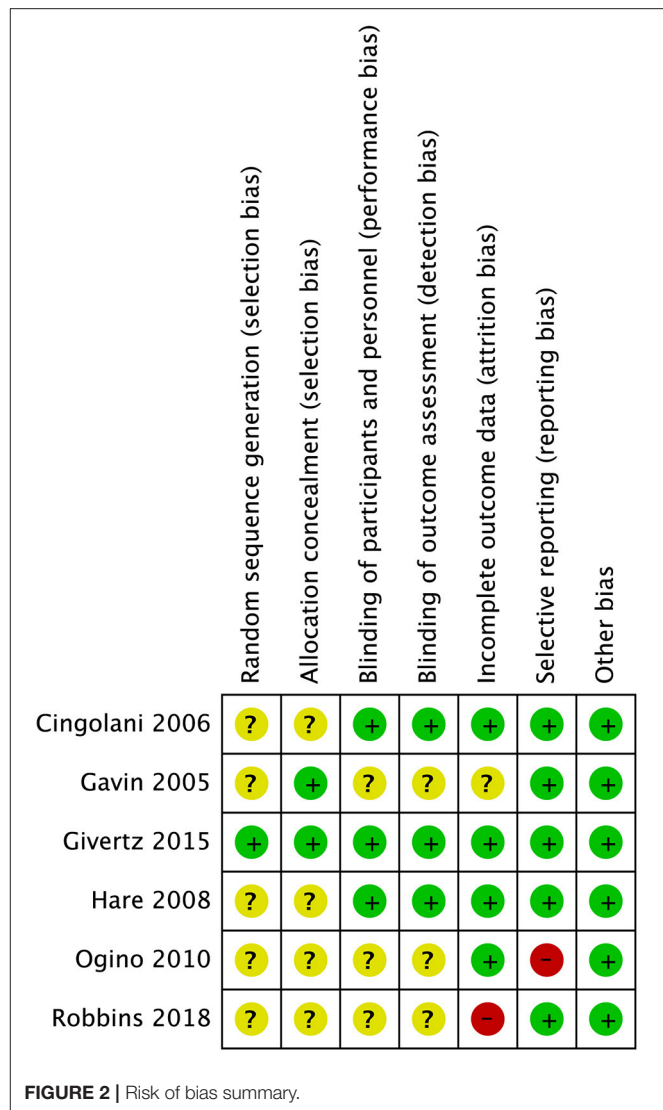 Random sequence generation (selection bias)
Allocation concealment (selection bias)
Blinding of participants and personnel (performance bias)
Blinding of outcome assessment (detection bias)
Incomplete outcome data (attrition bias)
Selective reporting (reporting bias)
Other bias
Cingolani 2006 ? ? + + + + +
Gavin 2005 ? + ? ? ? + +
Givertz 2015 + + + + + + +
Hare 2008 ? ? + + + + +
Ogino 2010 ? ? ? ? + - +
Robbins 2018 ? ? ? ? - + +
FIGURE 2 | Risk of bias summary.